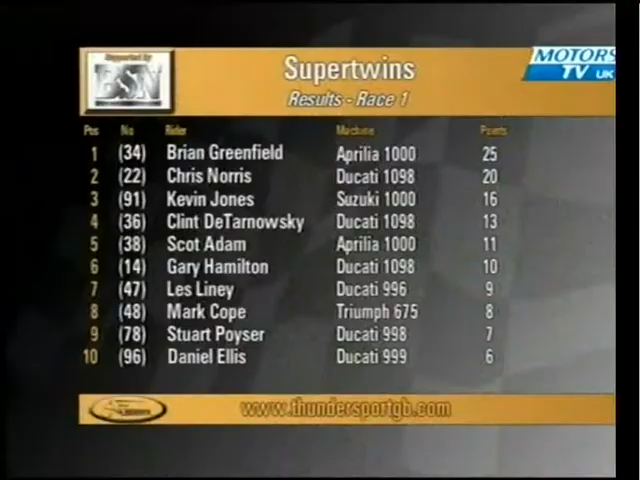 Supported By
BSN
Supertwins
Results - Race 1
MOTORS
TV UK
Pos No Rider Machine Points
1 (34) Brian Greenfield Aprilia 1000 25
2 (22) Chris Norris Ducati 1098 20
3 (91) Kevin Jones Suzuki 1000 16
4 (36) Clint DeTarnowsky Ducati 1098 13
5 (38) Scot Adam Aprilia 1000 11
6 (14) Gary Hamilton Ducati 1098 10
7 (47) Les Liney Ducati 996 9
8 (48) Mark Cope Triumph 675 8
9 (78) Stuart Poyser Ducati 998 7
10 (96) Daniel Ellis Ducati 999 6
www.thundersportgb.com